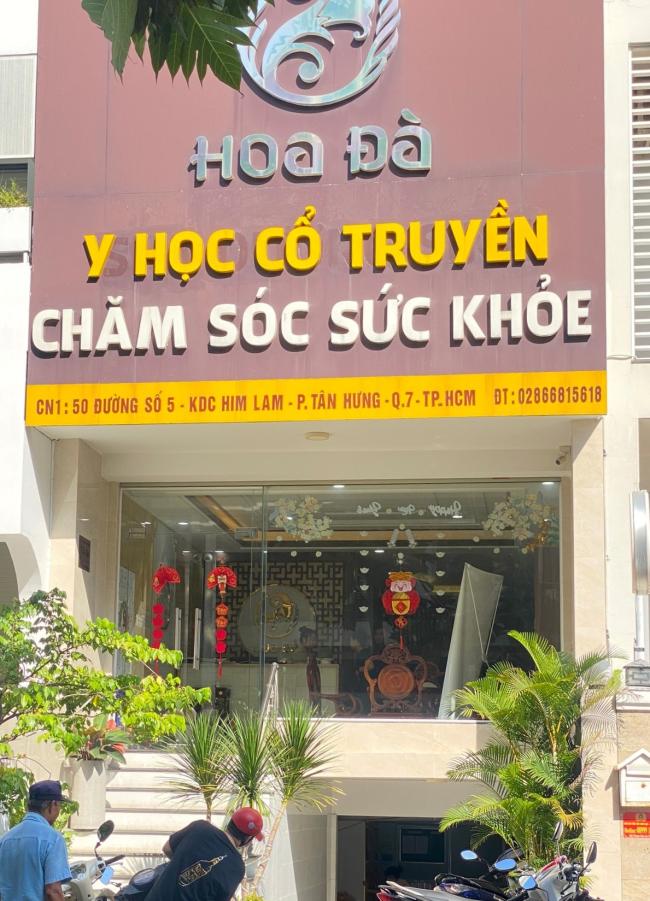 HOA ĐÀ
Y HỌC CỔ TRUYỀN
CHĂM SÓC SỨC KHỎE
CN1 : 50 ĐƯỜNG SỐ 5 - KDC HIM LAM - P. TÂN HƯNG - Q.7 - TP. HCM ĐT: 02866815618